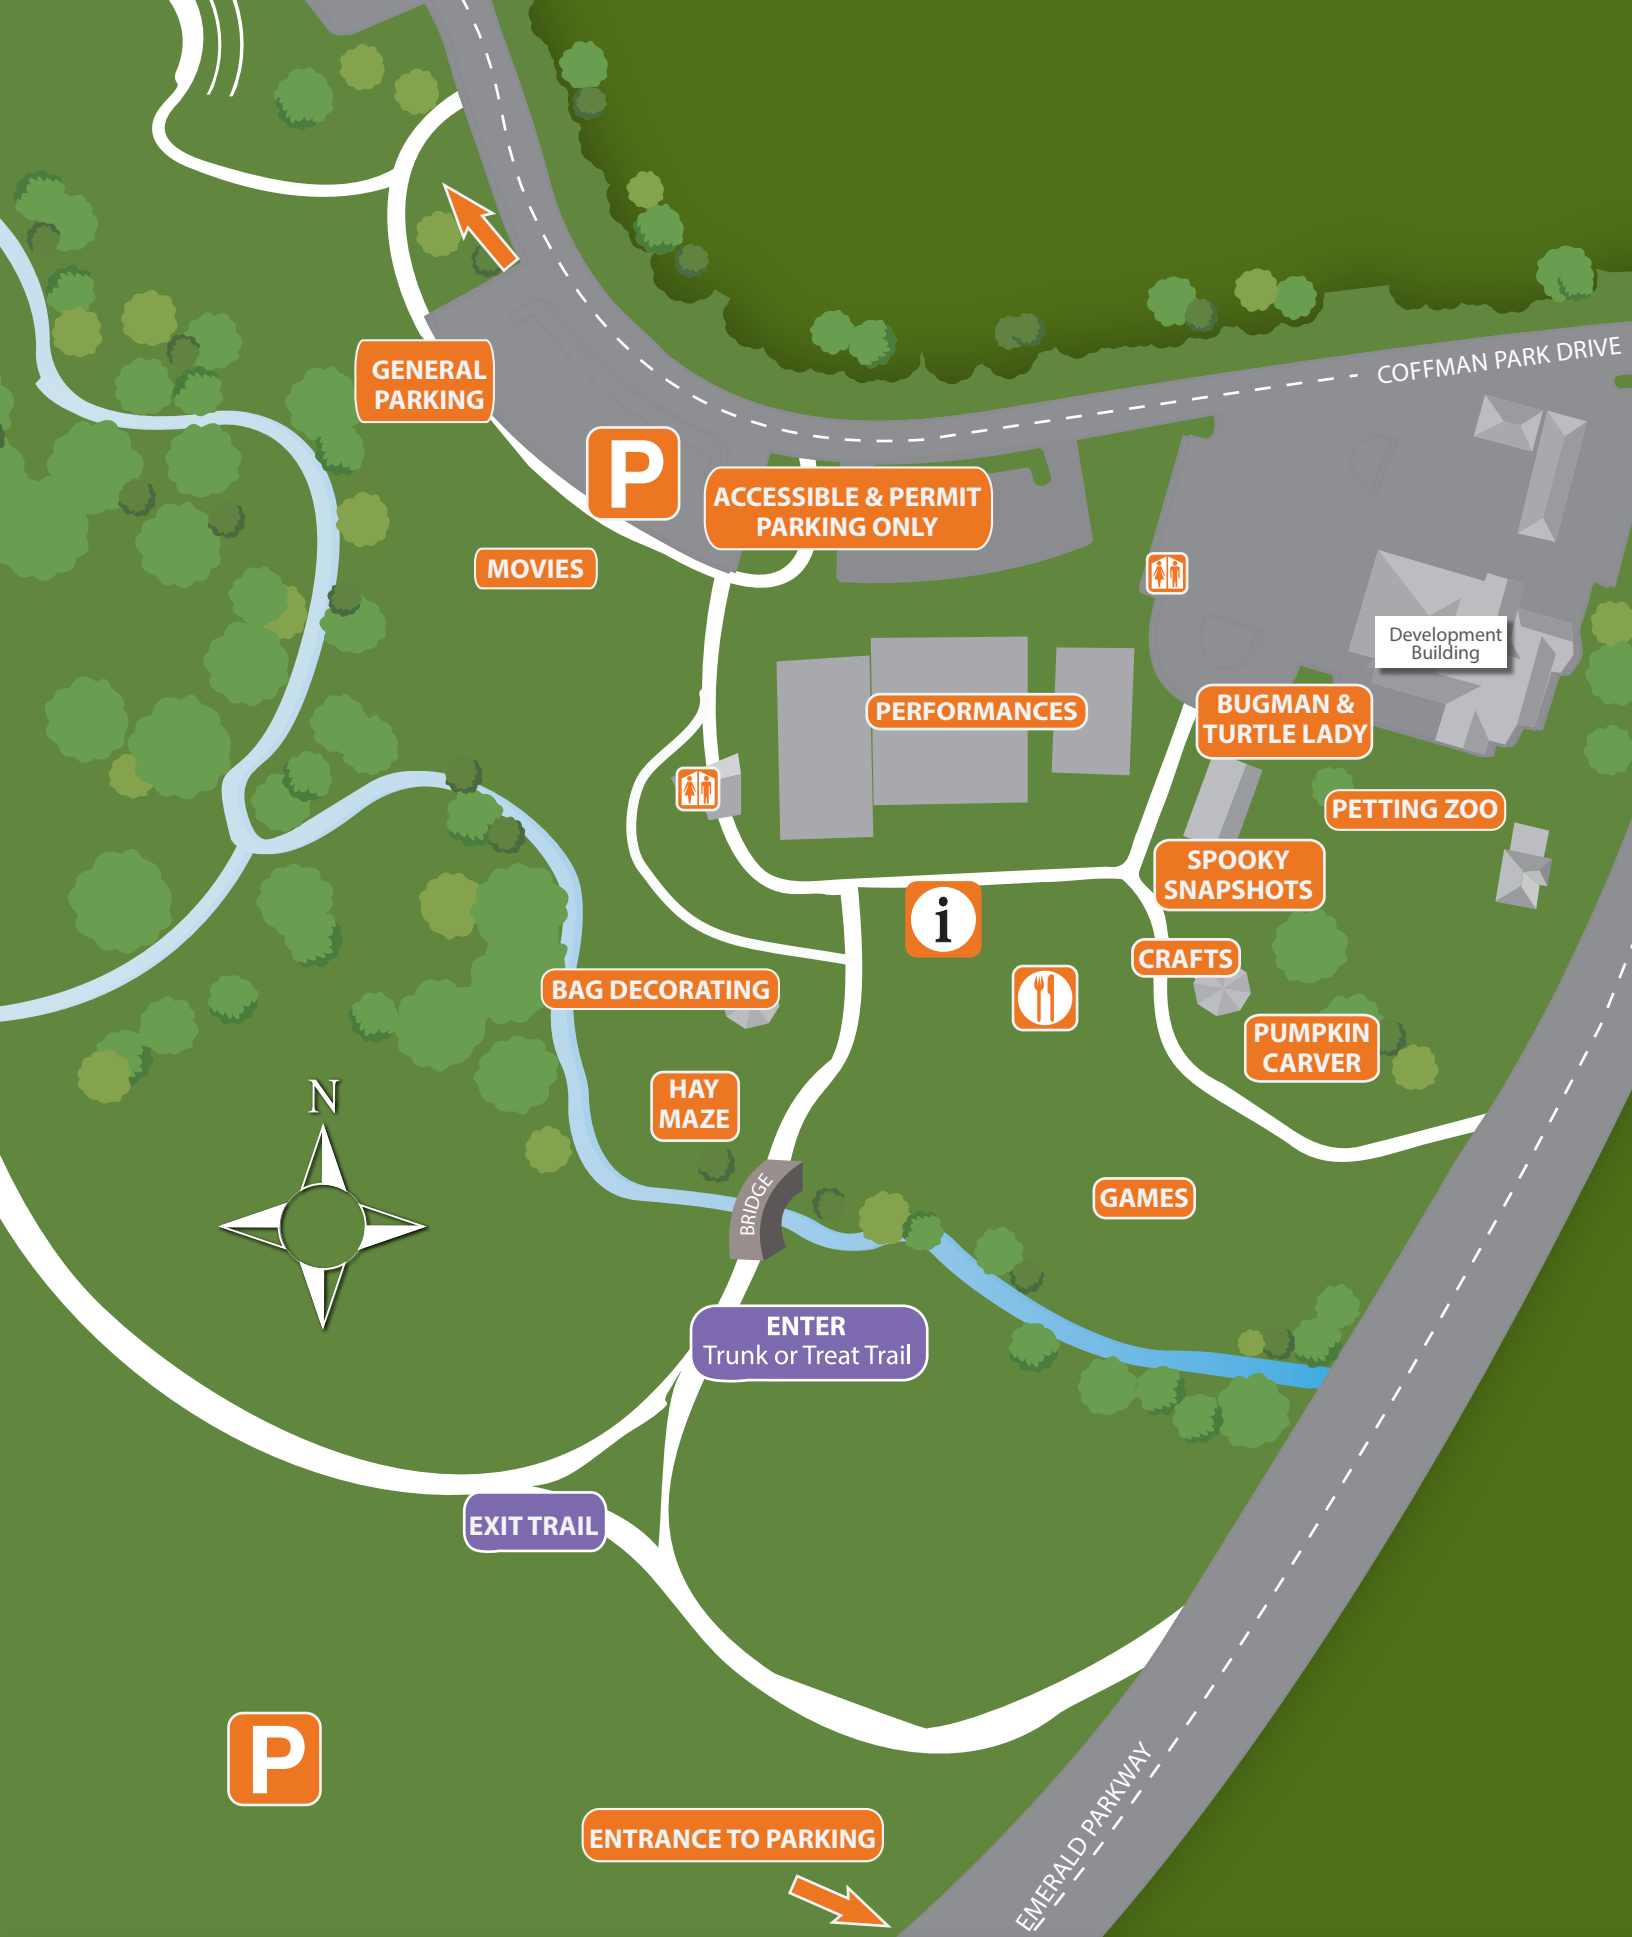 COFFMAN PARK DRIVE
GENERAL
PARKING
P
ACCESSIBLE & PERMIT
PARKING ONLY
MOVIES
Development
Building
PERFORMANCES
BUGMAN &
TURTLE LADY
PETTING ZOO
SPOOKY
SNAPSHOTS
i
CRAFTS
BAG DECORATING
PUMPKIN
CARVER
HAY
MAZE
N
BRIDGE
GAMES
ENTER
Trunk or Treat Trail
EXIT TRAIL
P
ENTRANCE TO PARKING
EMERALD PARKWAY